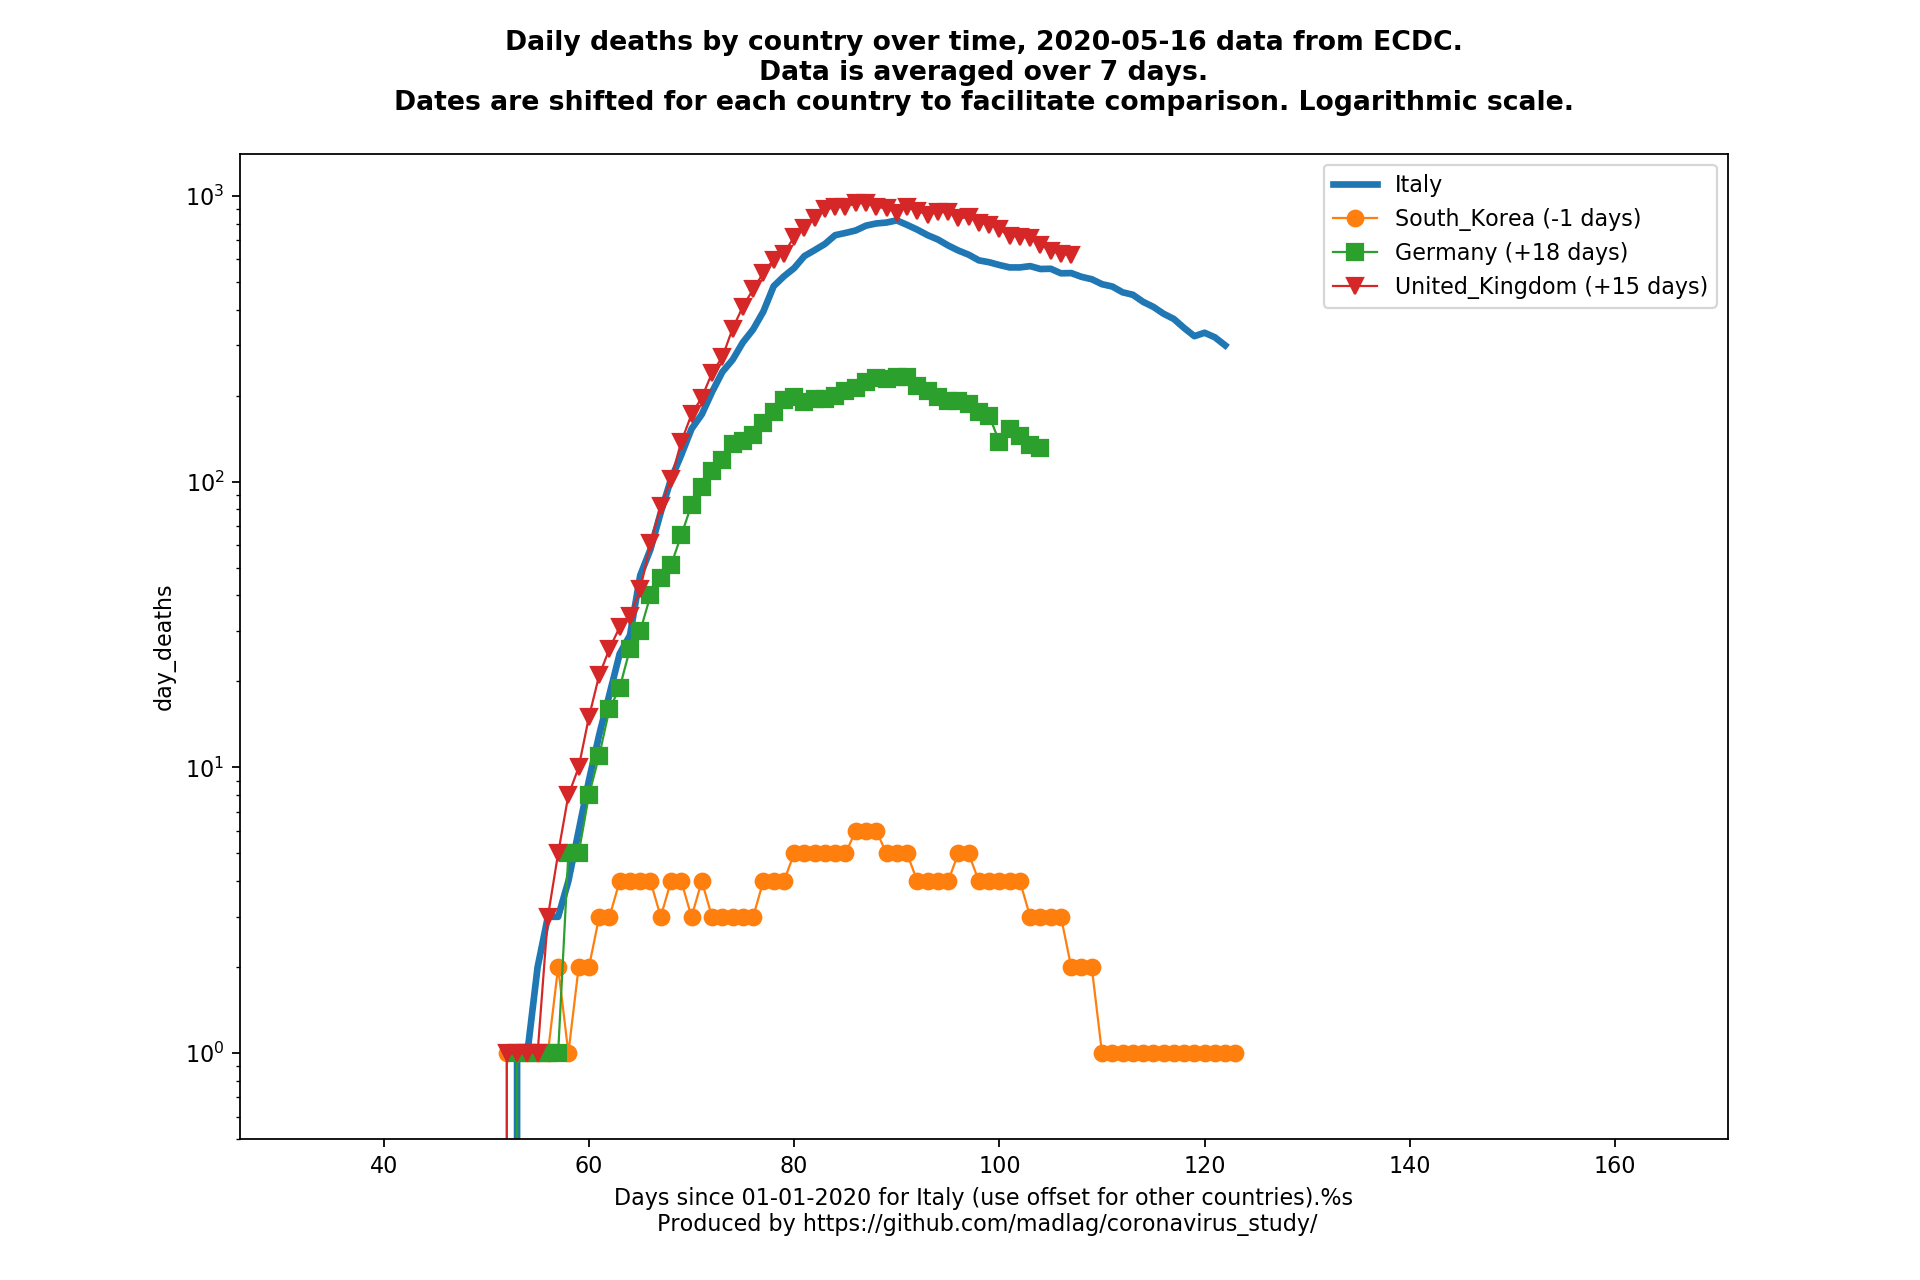 Daily deaths by country over time, 2020-05-16 data from ECDC.
Data is averaged over 7 days.
Dates are shifted for each country to facilitate comparison. Logarithmic scale.
Italy
South_Korea (-1 days)
Germany (+18 days)
United_Kingdom (+15 days)
10³
10²
10¹
10⁰
day_deaths
40 60 80 100 120 140 160
Days since 01-01-2020 for Italy (use offset for other countries).%s
Produced by https://github.com/madlag/coronavirus_study/